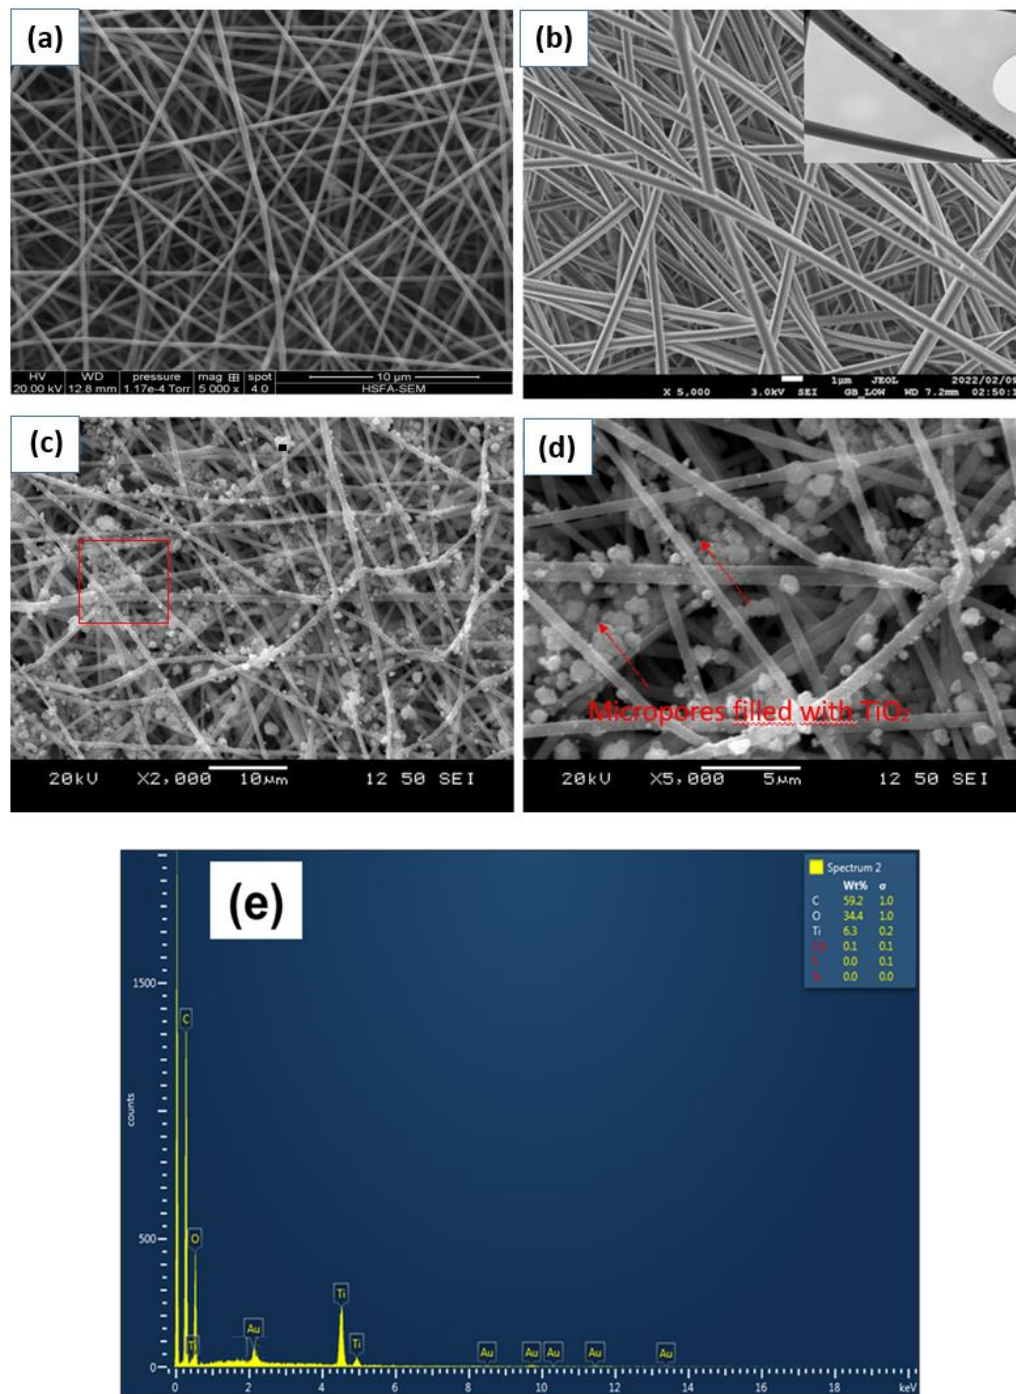 (a)
HV WD pressure mag ⊞ spot 10 µm
20.00 kV 12.8 mm 1.17e-4 Torr 5 000 x 4.0 HSFA-SEM
(b)
1µm JEOL 2022/02/09
X 5,000 3.0kV SEI GB_LOW WD 7.2mm 02:50:1
(c)
20kV X2,000 10µm 12 50 SEI
(d)
Micropores filled with TiO₂
20kV X5,000 5µm 12 50 SEI
(e)
Spectrum 2
Wt% σ
C 59.2 1.0
O 34.4 1.0
Ti 6.3 0.2
0.1 0.1
0.0 0.1
0.0 0.0
1500
C
counts
500
O
Ti
Ti
Au
Ti
Au
Au
Au
Au
Au
0
0 2 4 6 8 10 12 14 16 18 keV